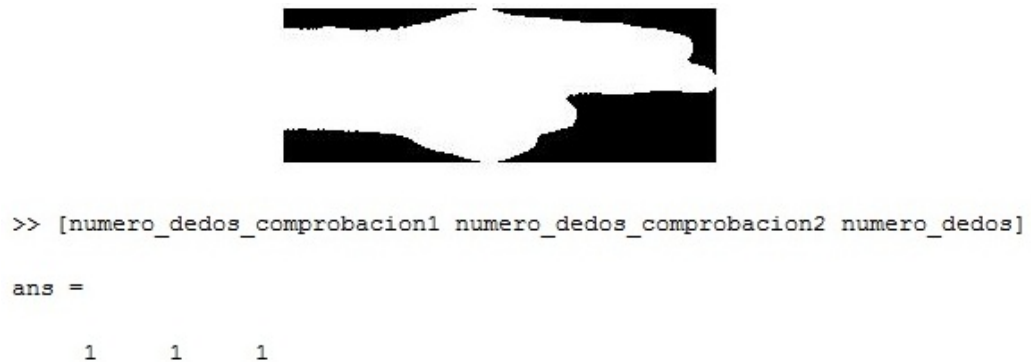 >> [numero_dedos_comprobacion1 numero_dedos_comprobacion2 numero_dedos]
ans =
1 1 1